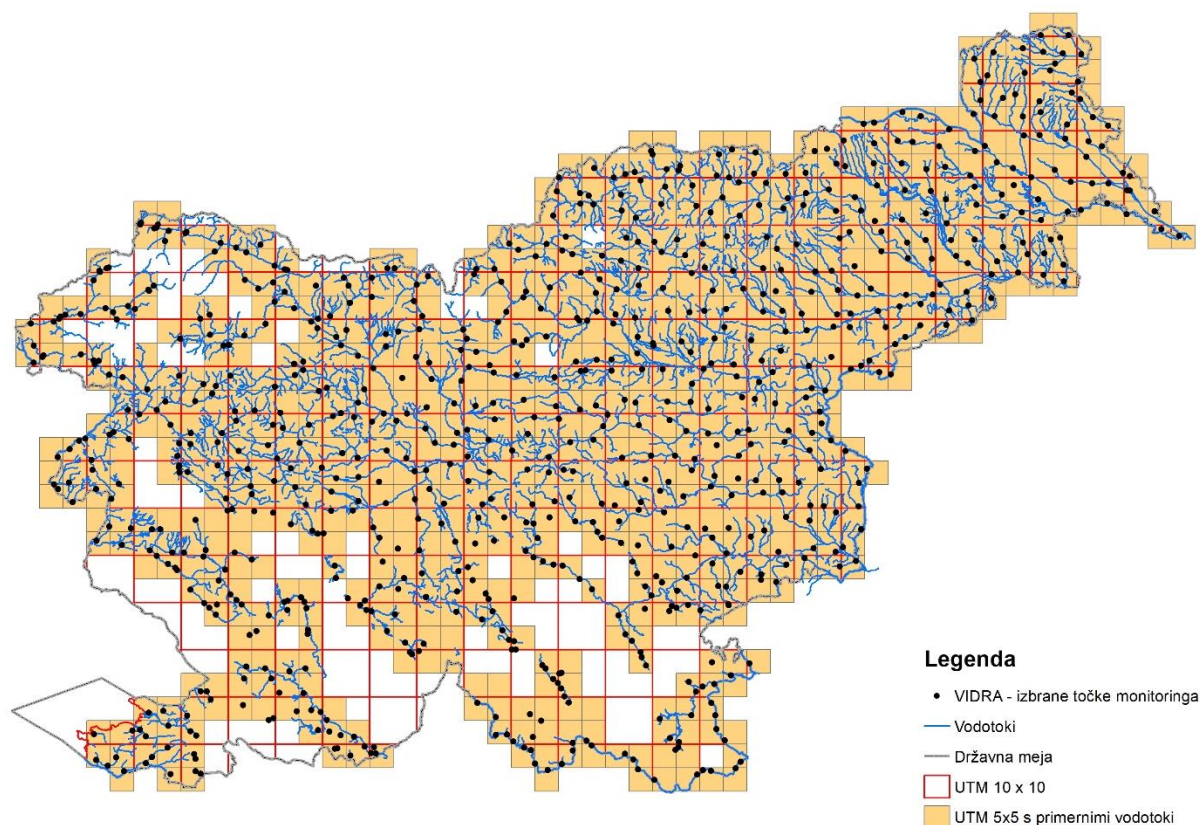 Legenda
VIDRA - izbrane točke monitoringa
Vodotoki
Državna meja
UTM 10 x 10
UTM 5x5 s primernimi vodotoki